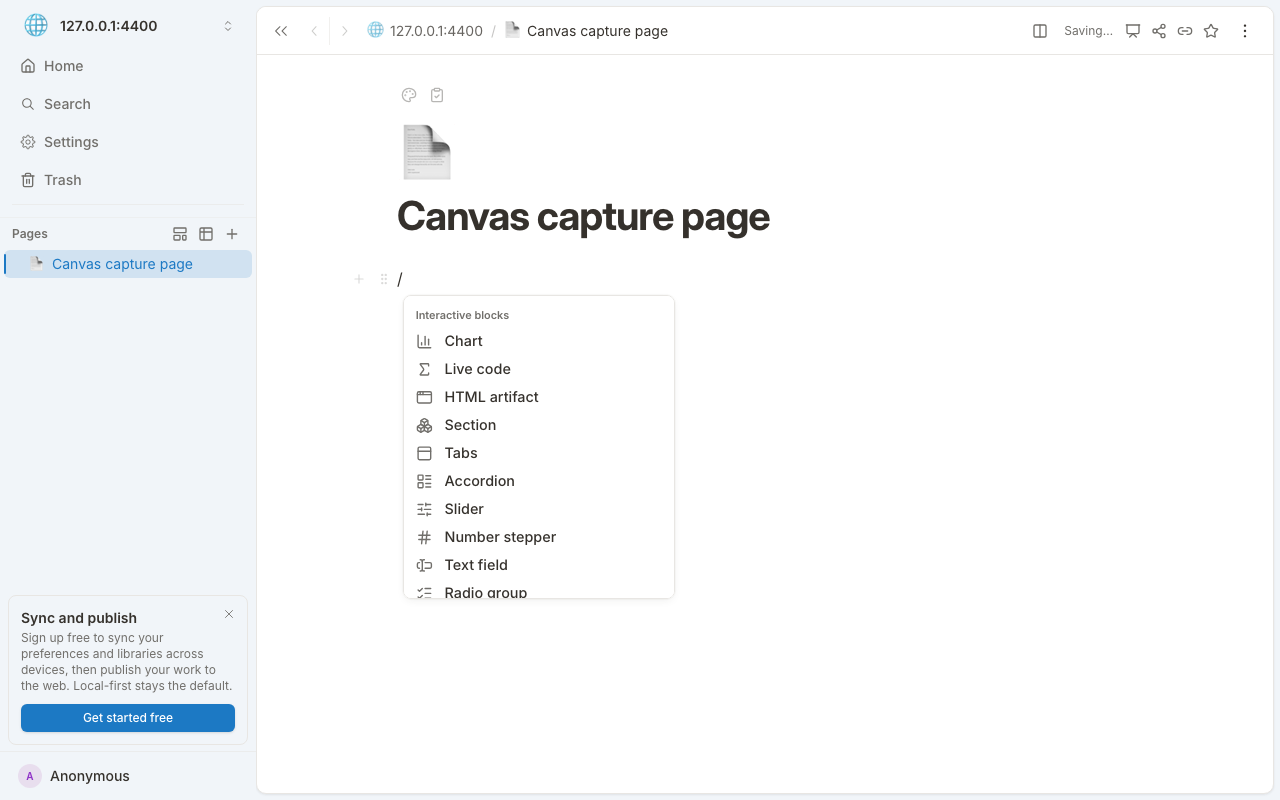 127.0.0.1:4400
Home
Search
Settings
Trash
Pages
Canvas capture page
Sync and publish
Sign up free to sync your
preferences and libraries across
devices, then publish your work to
the web. Local-first stays the default.
Get started free
A Anonymous
127.0.0.1:4400 / Canvas capture page
Saving...
Canvas capture page
/
Interactive blocks
Chart
Live code
HTML artifact
Section
Tabs
Accordion
Slider
Number stepper
Text field
Radio group